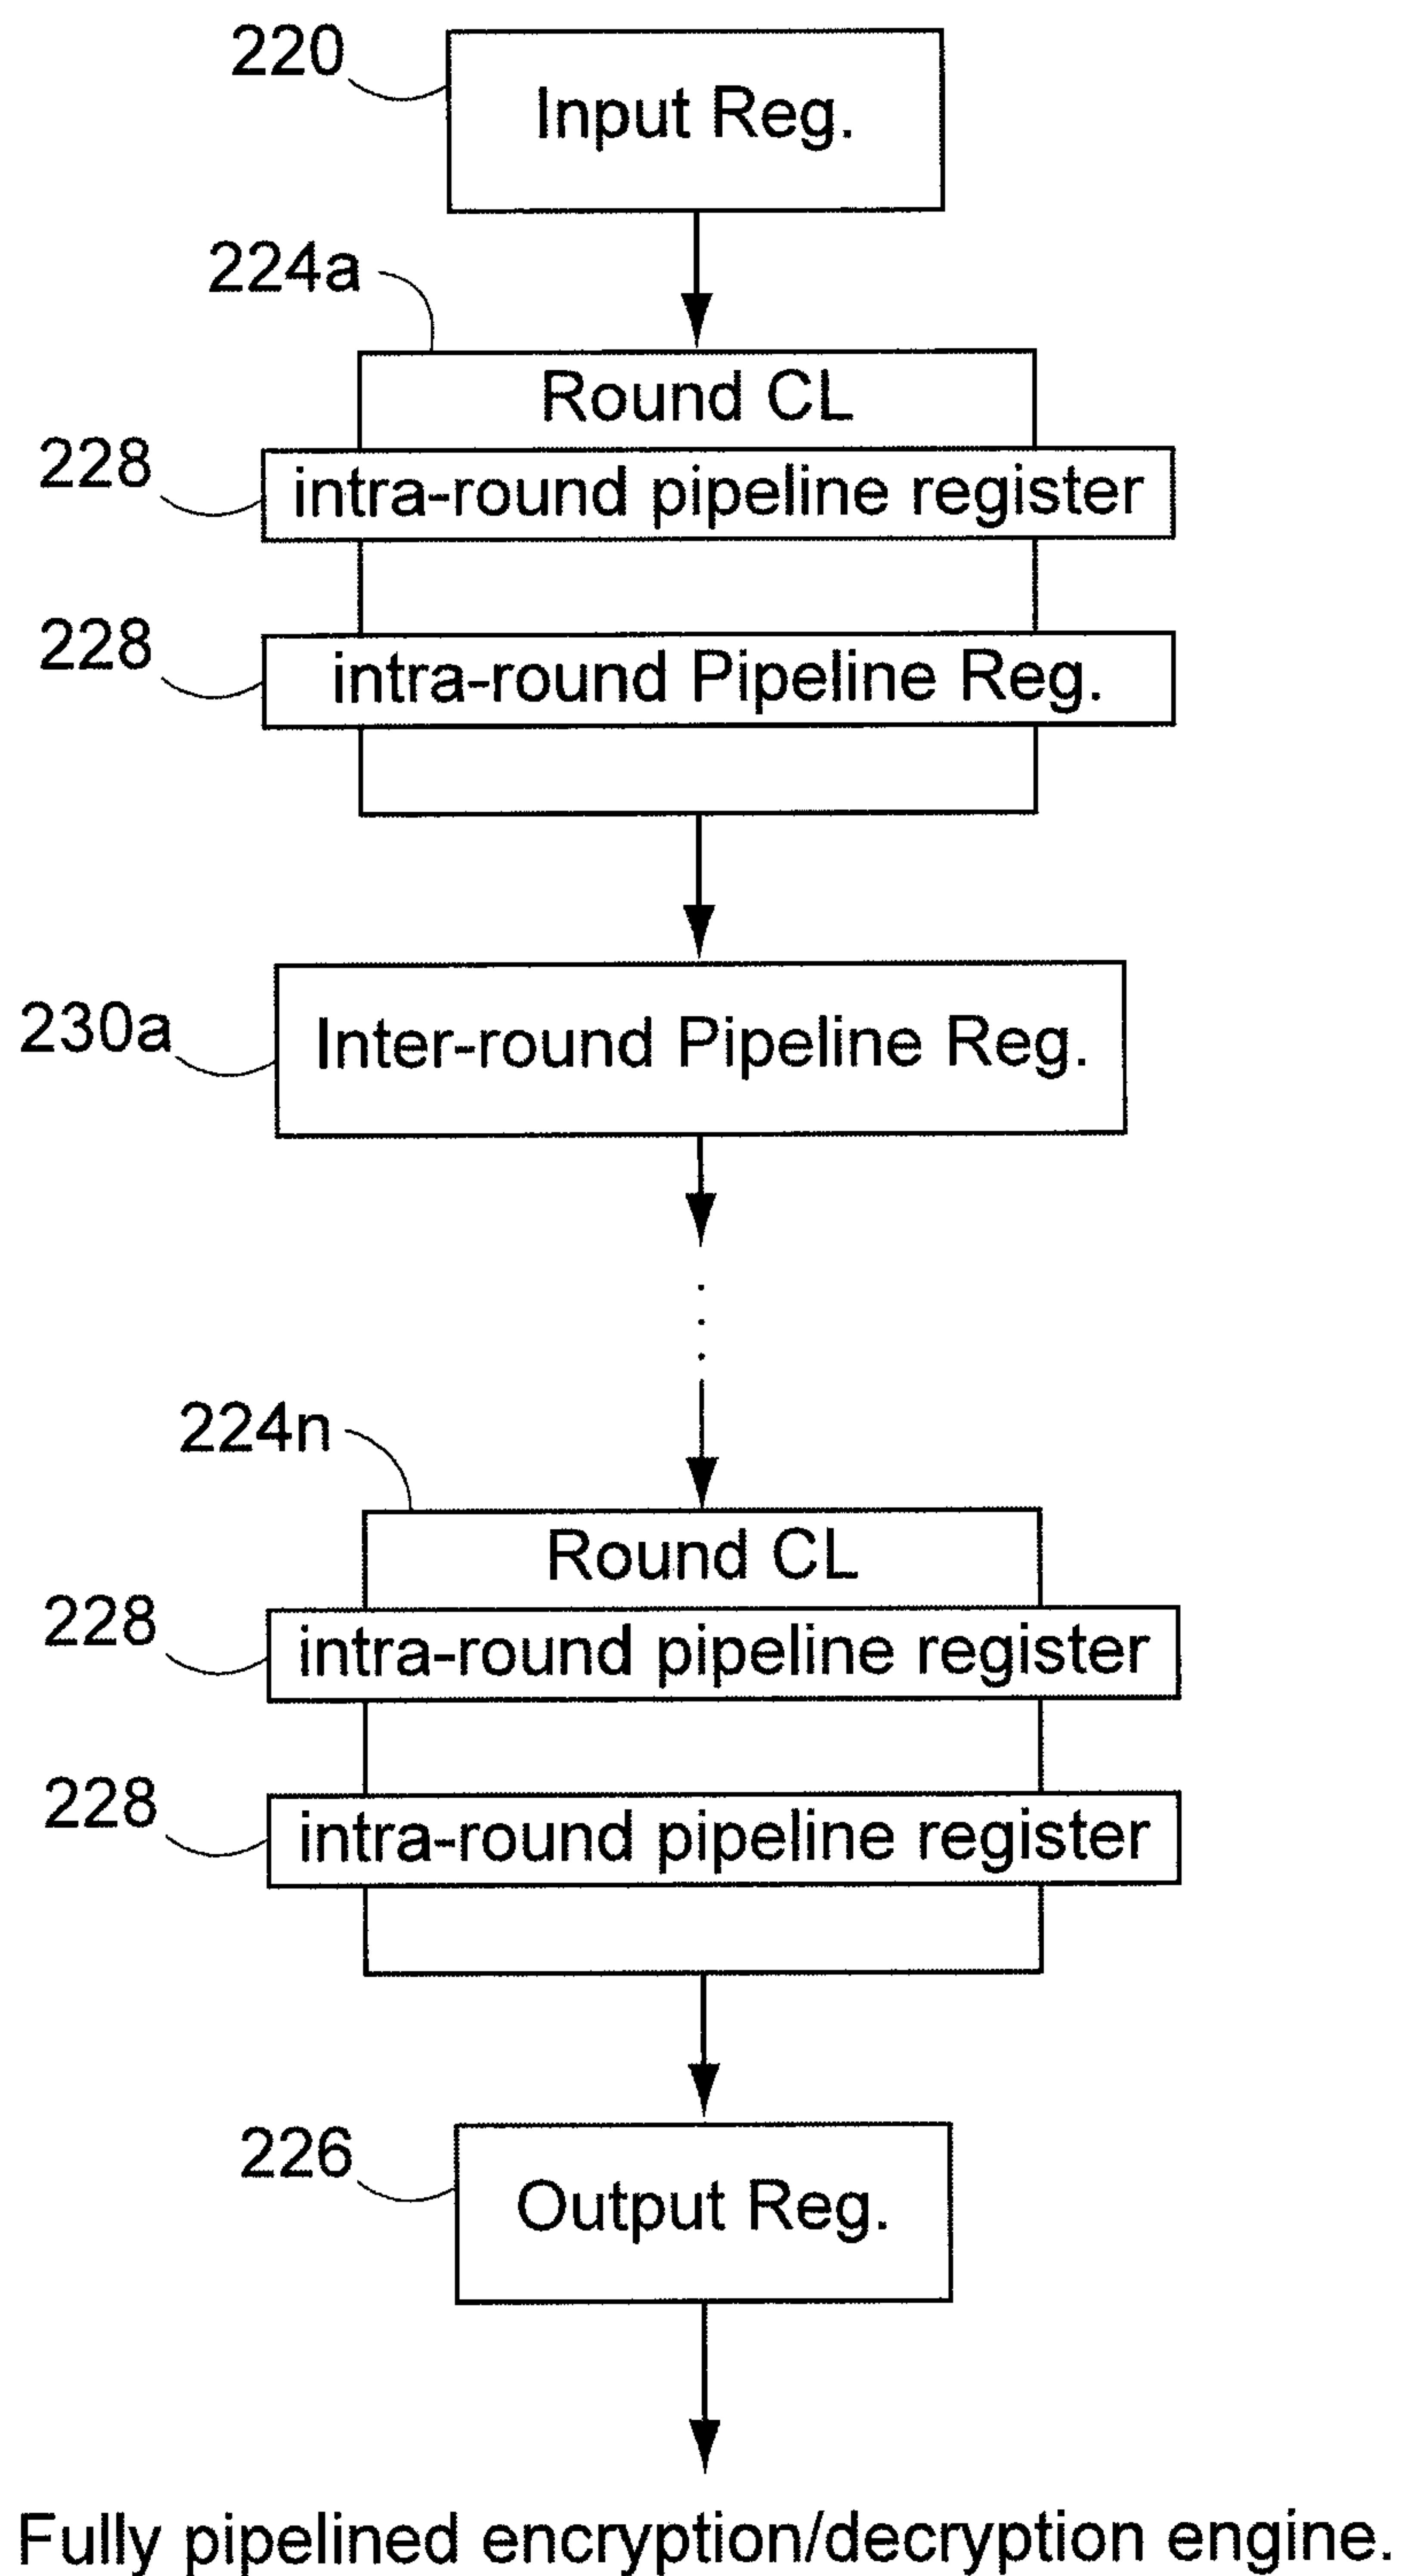 220
Input Reg.
224a
Round CL
228
intra-round pipeline register
228
intra-round Pipeline Reg.
230a
Inter-round Pipeline Reg.
.
.
.
224n
Round CL
228
intra-round pipeline register
228
intra-round pipeline register
226
Output Reg.
Fully pipelined encryption/decryption engine.